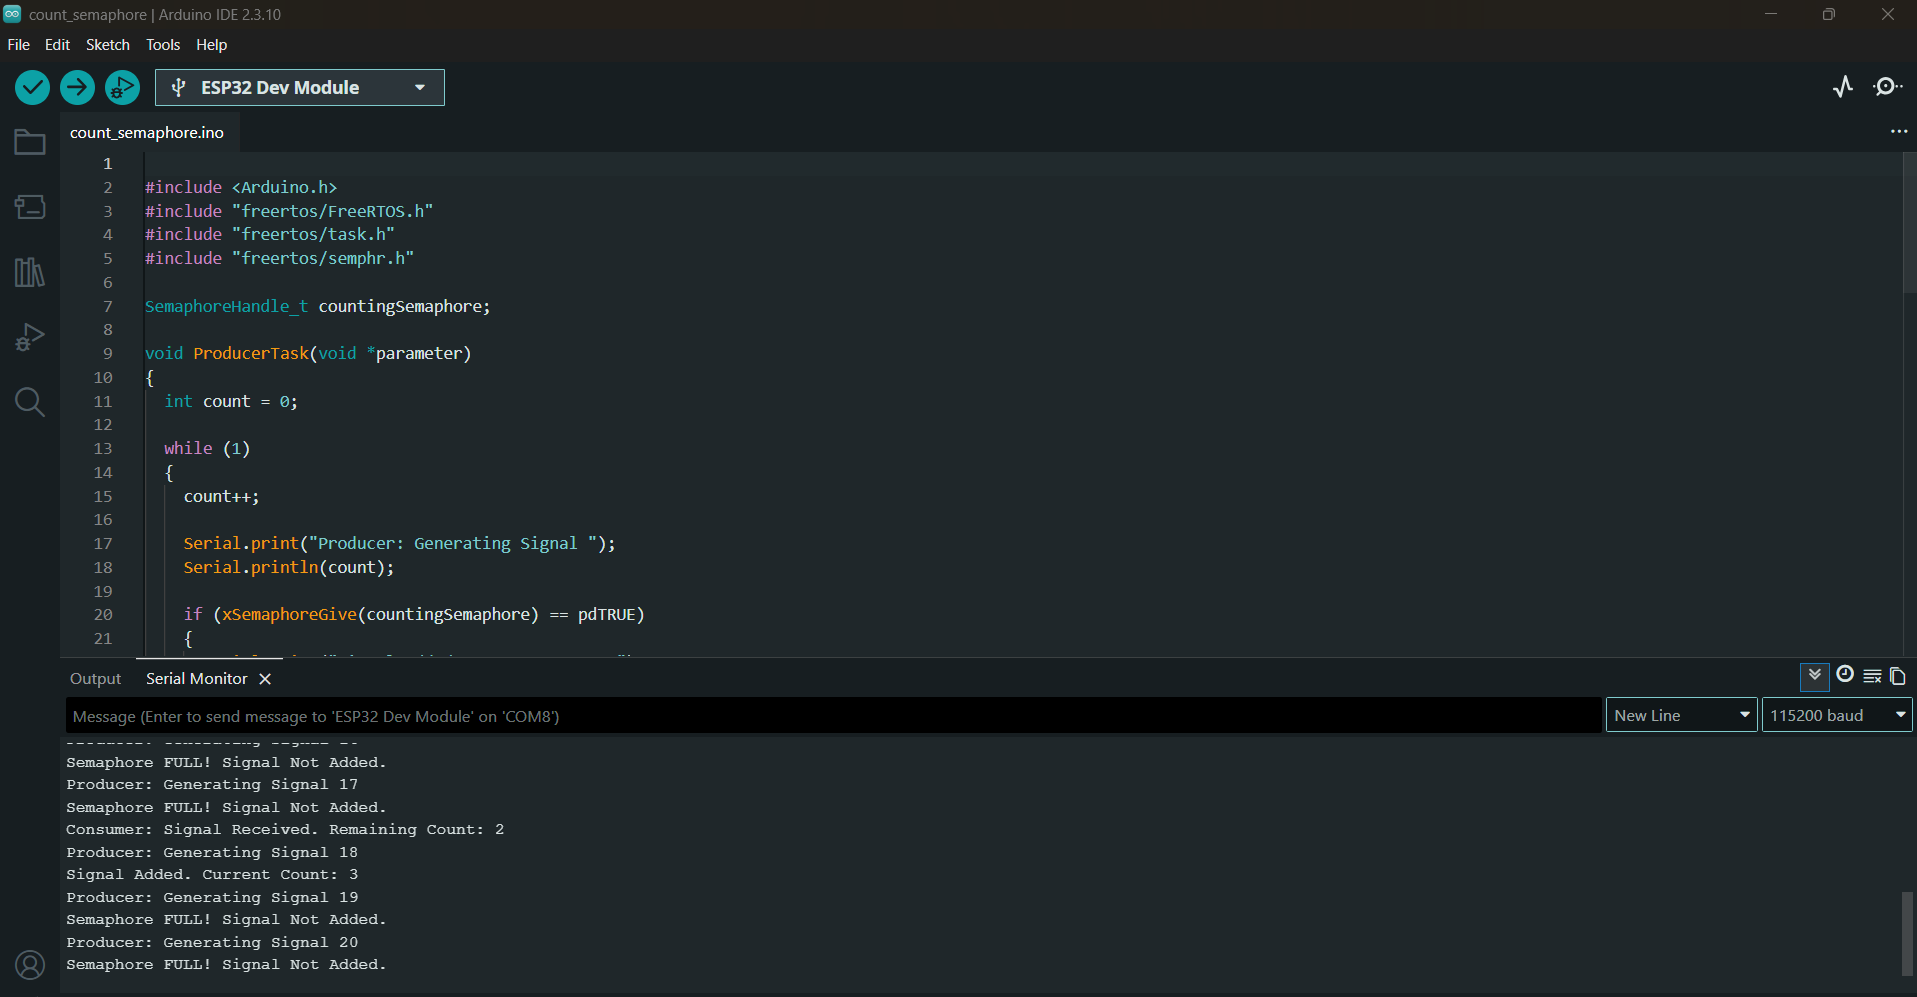 count_semaphore | Arduino IDE 2.3.10
File Edit Sketch Tools Help
ESP32 Dev Module
count_semaphore.ino
1
2 #include <Arduino.h>
3 #include "freertos/FreeRTOS.h"
4 #include "freertos/task.h"
5 #include "freertos/semphr.h"
6
7 SemaphoreHandle_t countingSemaphore;
8
9 void ProducerTask(void *parameter)
10 {
11 int count = 0;
12
13 while (1)
14 {
15 count++;
16
17 Serial.print("Producer: Generating Signal ");
18 Serial.println(count);
19
20 if (xSemaphoreGive(countingSemaphore) == pdTRUE)
21 {
Output Serial Monitor
Message (Enter to send message to 'ESP32 Dev Module' on 'COM8')
New Line
115200 baud
Semaphore FULL! Signal Not Added.
Producer: Generating Signal 17
Semaphore FULL! Signal Not Added.
Consumer: Signal Received. Remaining Count: 2
Producer: Generating Signal 18
Signal Added. Current Count: 3
Producer: Generating Signal 19
Semaphore FULL! Signal Not Added.
Producer: Generating Signal 20
Semaphore FULL! Signal Not Added.